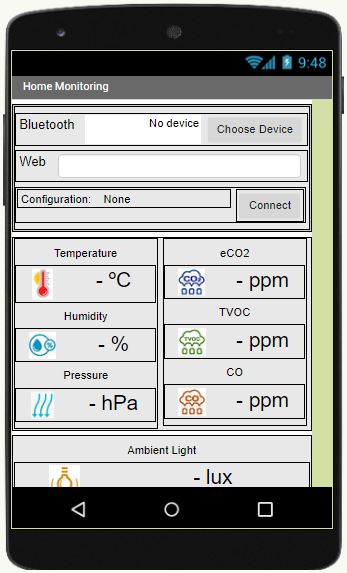 9:48
Home Monitoring
Bluetooth No device Choose Device
Web
Configuration: None Connect
Temperature eCO2
- ºC CO2 - ppm
Humidity TVOC
% - % TVOC - ppm
Pressure CO
- hPa CO - ppm
Ambient Light
- lux